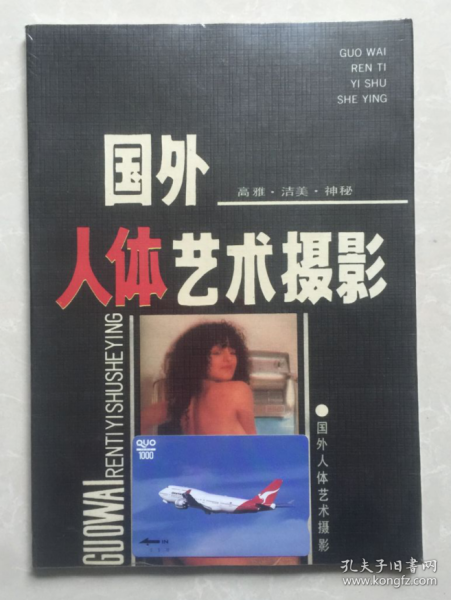 GUO WAI
REN TI
YI SHU
SHE YING
国外
高雅·洁美·神秘
人体艺术摄影
GUOWAIRENTIYISHUSHEYING
QUO
1000
●国外人体艺术摄影
孔夫子旧书网
www.kongfz.com